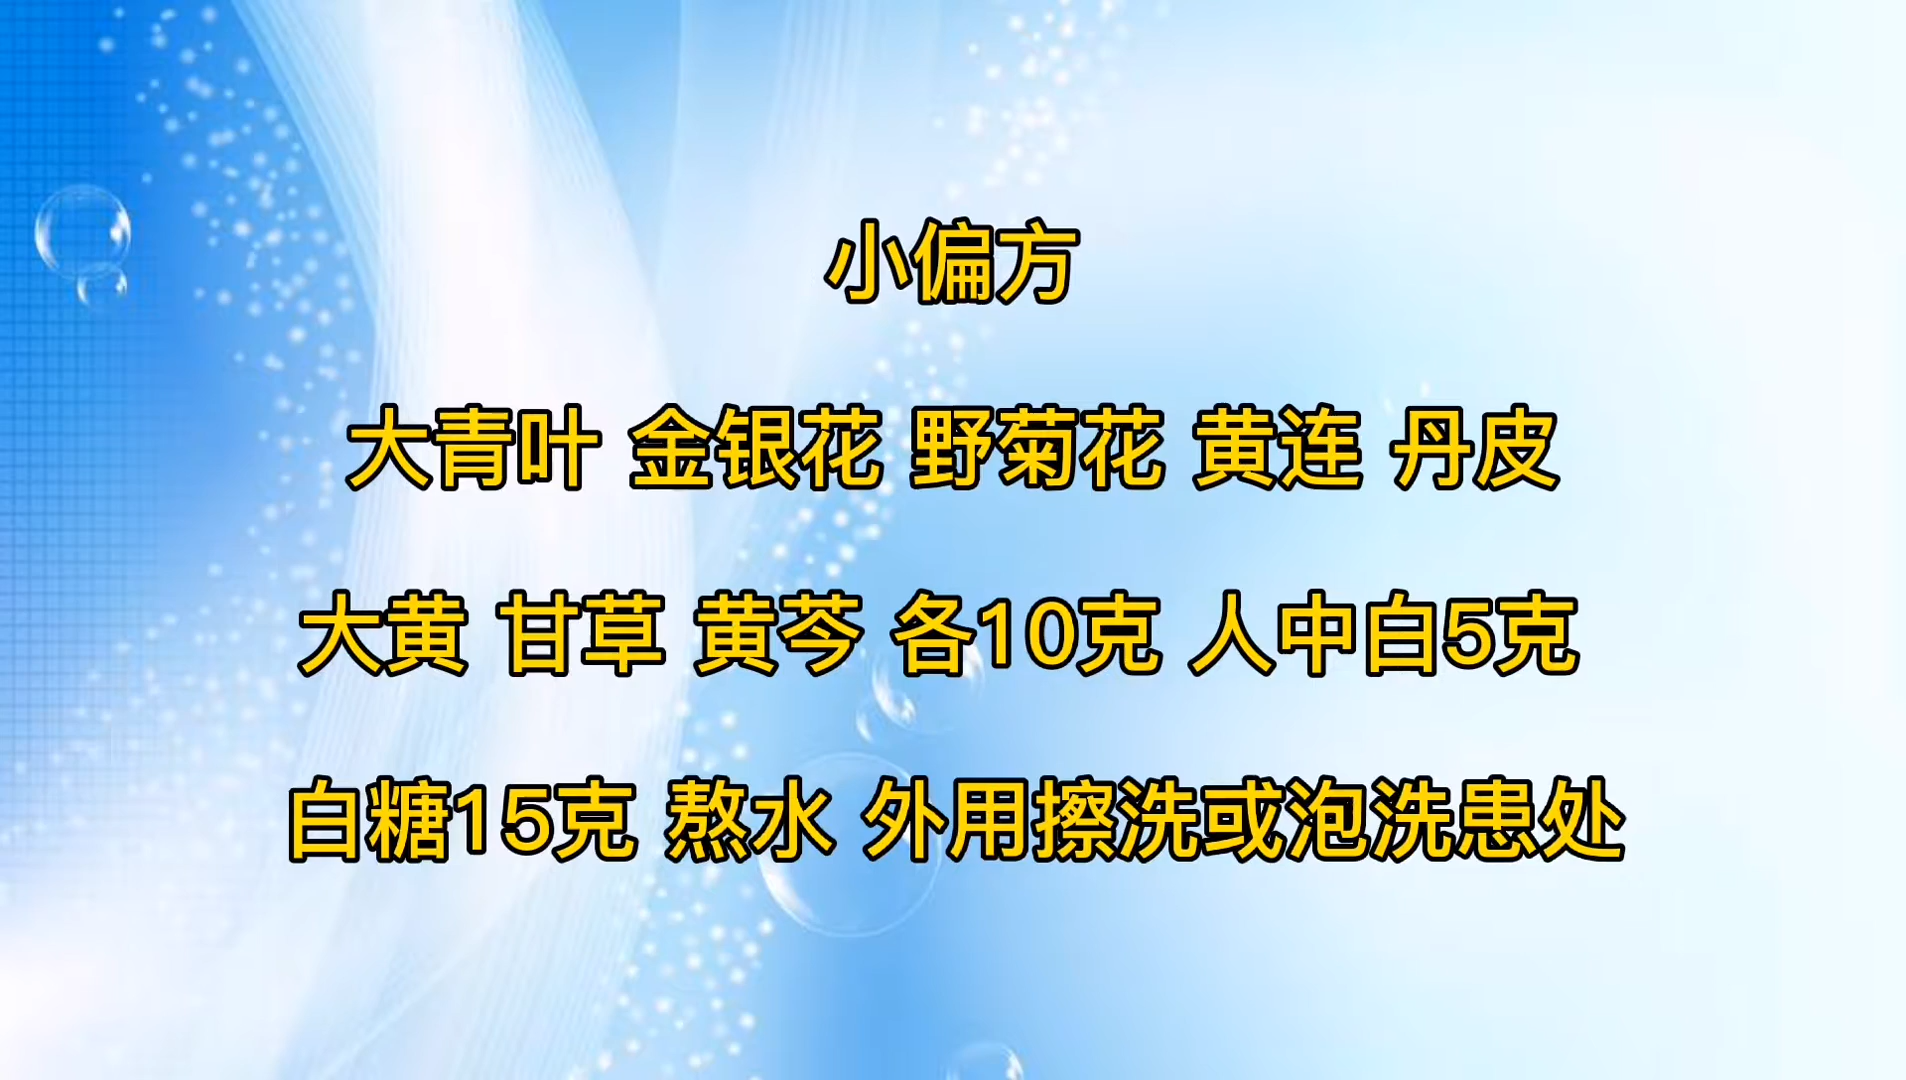 小偏方
大青叶 金银花 野菊花 黄连 丹皮
大黄 甘草 黄芩 各10克 人中白5克
白糖15克 熬水 外用擦洗或泡洗患处